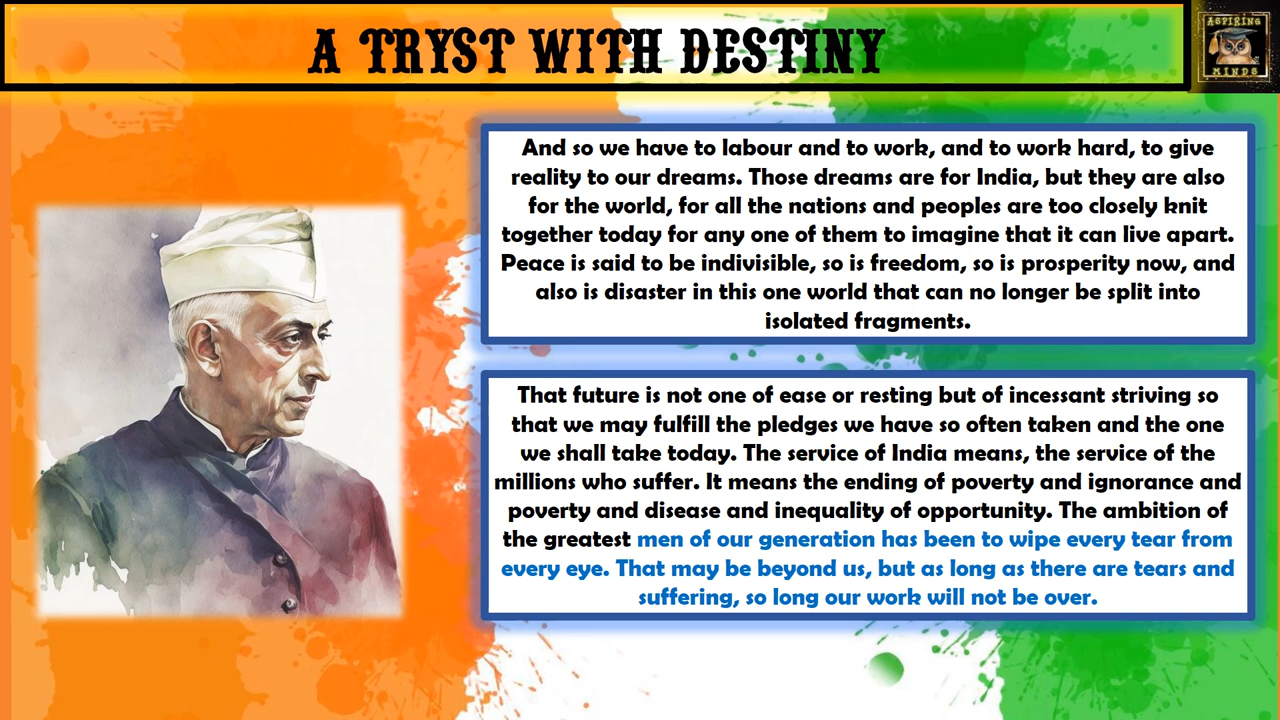 A TRYST WITH DESTINY
ASPIRING
MINDS
And so we have to labour and to work, and to work hard, to give
reality to our dreams. Those dreams are for India, but they are also
for the world, for all the nations and peoples are too closely knit
together today for any one of them to imagine that it can live apart.
Peace is said to be indivisible, so is freedom, so is prosperity now, and
also is disaster in this one world that can no longer be split into
isolated fragments.
That future is not one of ease or resting but of incessant striving so
that we may fulfill the pledges we have so often taken and the one
we shall take today. The service of India means, the service of the
millions who suffer. It means the ending of poverty and ignorance and
poverty and disease and inequality of opportunity. The ambition of
the greatest men of our generation has been to wipe every tear from
every eye. That may be beyond us, but as long as there are tears and
suffering, so long our work will not be over.